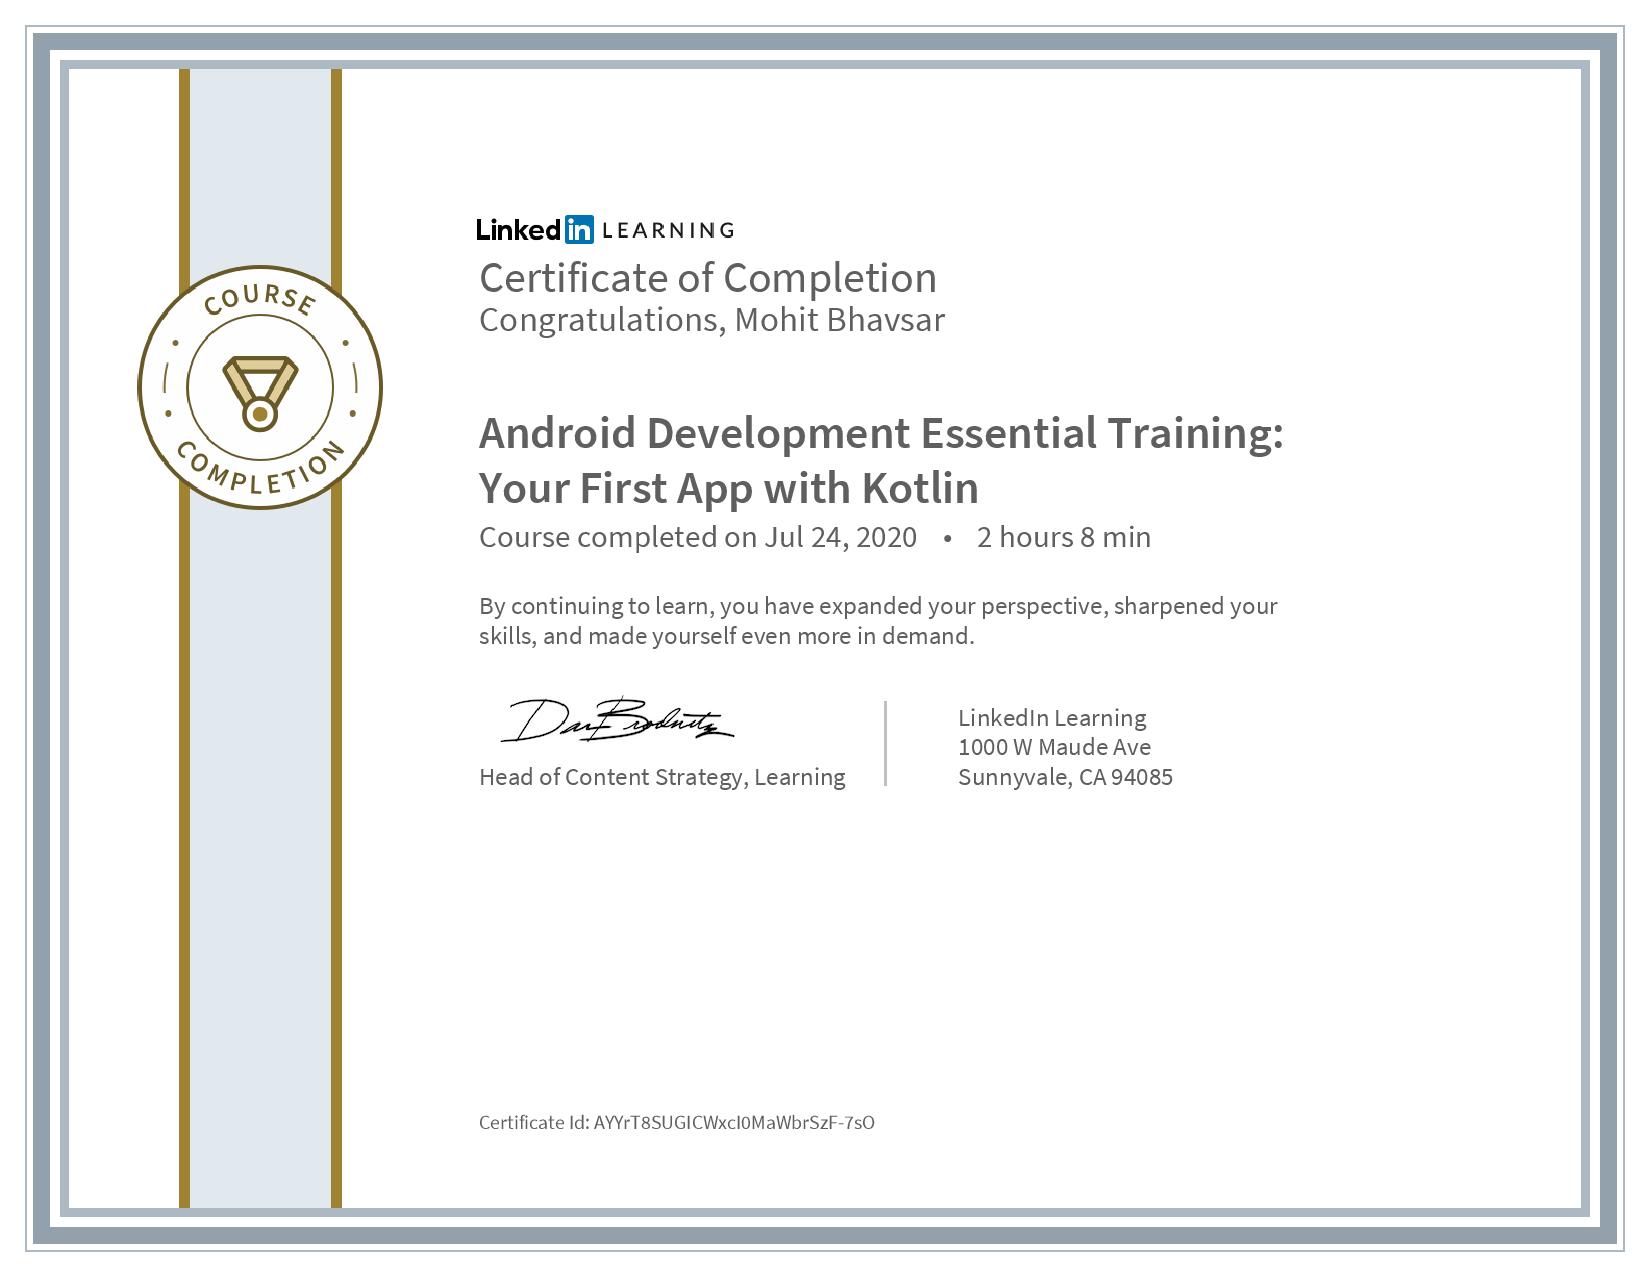 LinkedIn LEARNING
Certificate of Completion
Congratulations, Mohit Bhavsar
COURSE
COMPLETION
Android Development Essential Training:
Your First App with Kotlin
Course completed on Jul 24, 2020 • 2 hours 8 min
By continuing to learn, you have expanded your perspective, sharpened your
skills, and made yourself even more in demand.
Dan Brodnitz
Head of Content Strategy, Learning
LinkedIn Learning
1000 W Maude Ave
Sunnyvale, CA 94085
Certificate Id: AYYrT8SUGICWxcI0MaWbrSzF-7sO